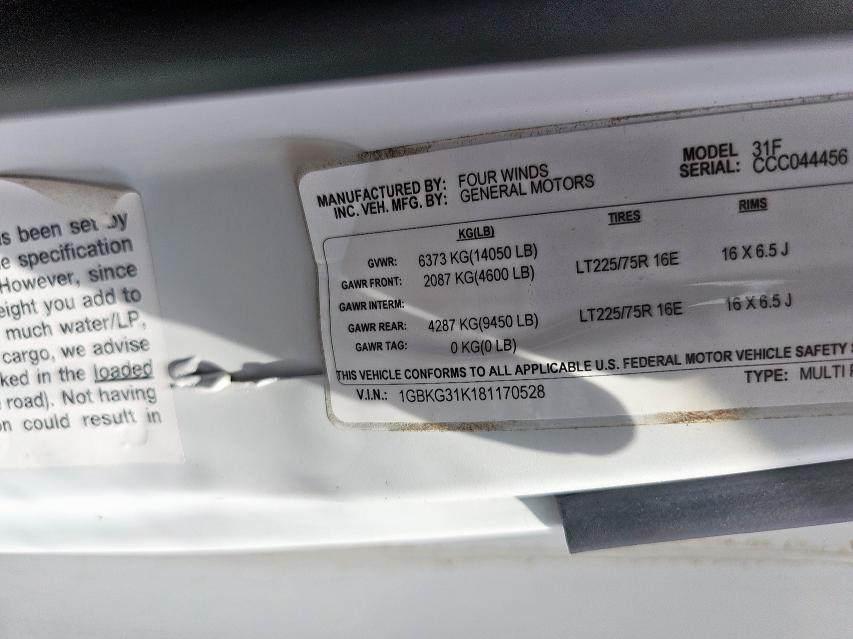 s been set by
e specification
However, since
eight you add to
much water/LP,
cargo, we advise
ked in the loaded
road). Not having
on could result in
MANUFACTURED BY: FOUR WINDS
INC. VEH. MFG. BY: GENERAL MOTORS
MODEL 31F
SERIAL: CCC044456
KG(LB) TIRES RIMS
GVWR: 6373 KG(14050 LB)
GAWR FRONT: 2087 KG(4600 LB) LT225/75R 16E 16 X 6.5 J
GAWR INTERM:
GAWR REAR: 4287 KG(9450 LB) LT225/75R 16E 16 X 6.5 J
GAWR TAG: 0 KG(0 LB)
THIS VEHICLE CONFORMS TO ALL APPLICABLE U.S. FEDERAL MOTOR VEHICLE SAFETY S
V.I.N.: 1GBKG31K181170528 TYPE: MULTI P